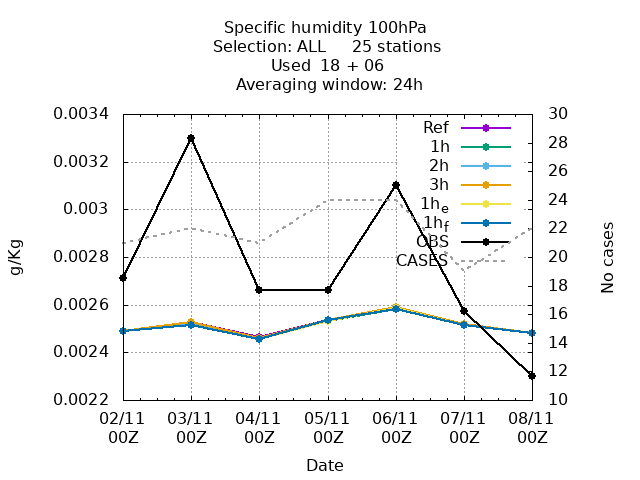 Specific humidity 100hPa
Selection: ALL     25 stations
Used  18 + 06
Averaging window: 24h
0.0034
0.0032
0.003
0.0028
0.0026
0.0024
0.0022
g/Kg
30
28
26
24
22
20
18
16
14
12
10
No cases
Ref
1h
2h
3h
1he
1hf
OBS
CASES
02/11 03/11 04/11 05/11 06/11 07/11 08/11
00Z 00Z 00Z 00Z 00Z 00Z 00Z
Date